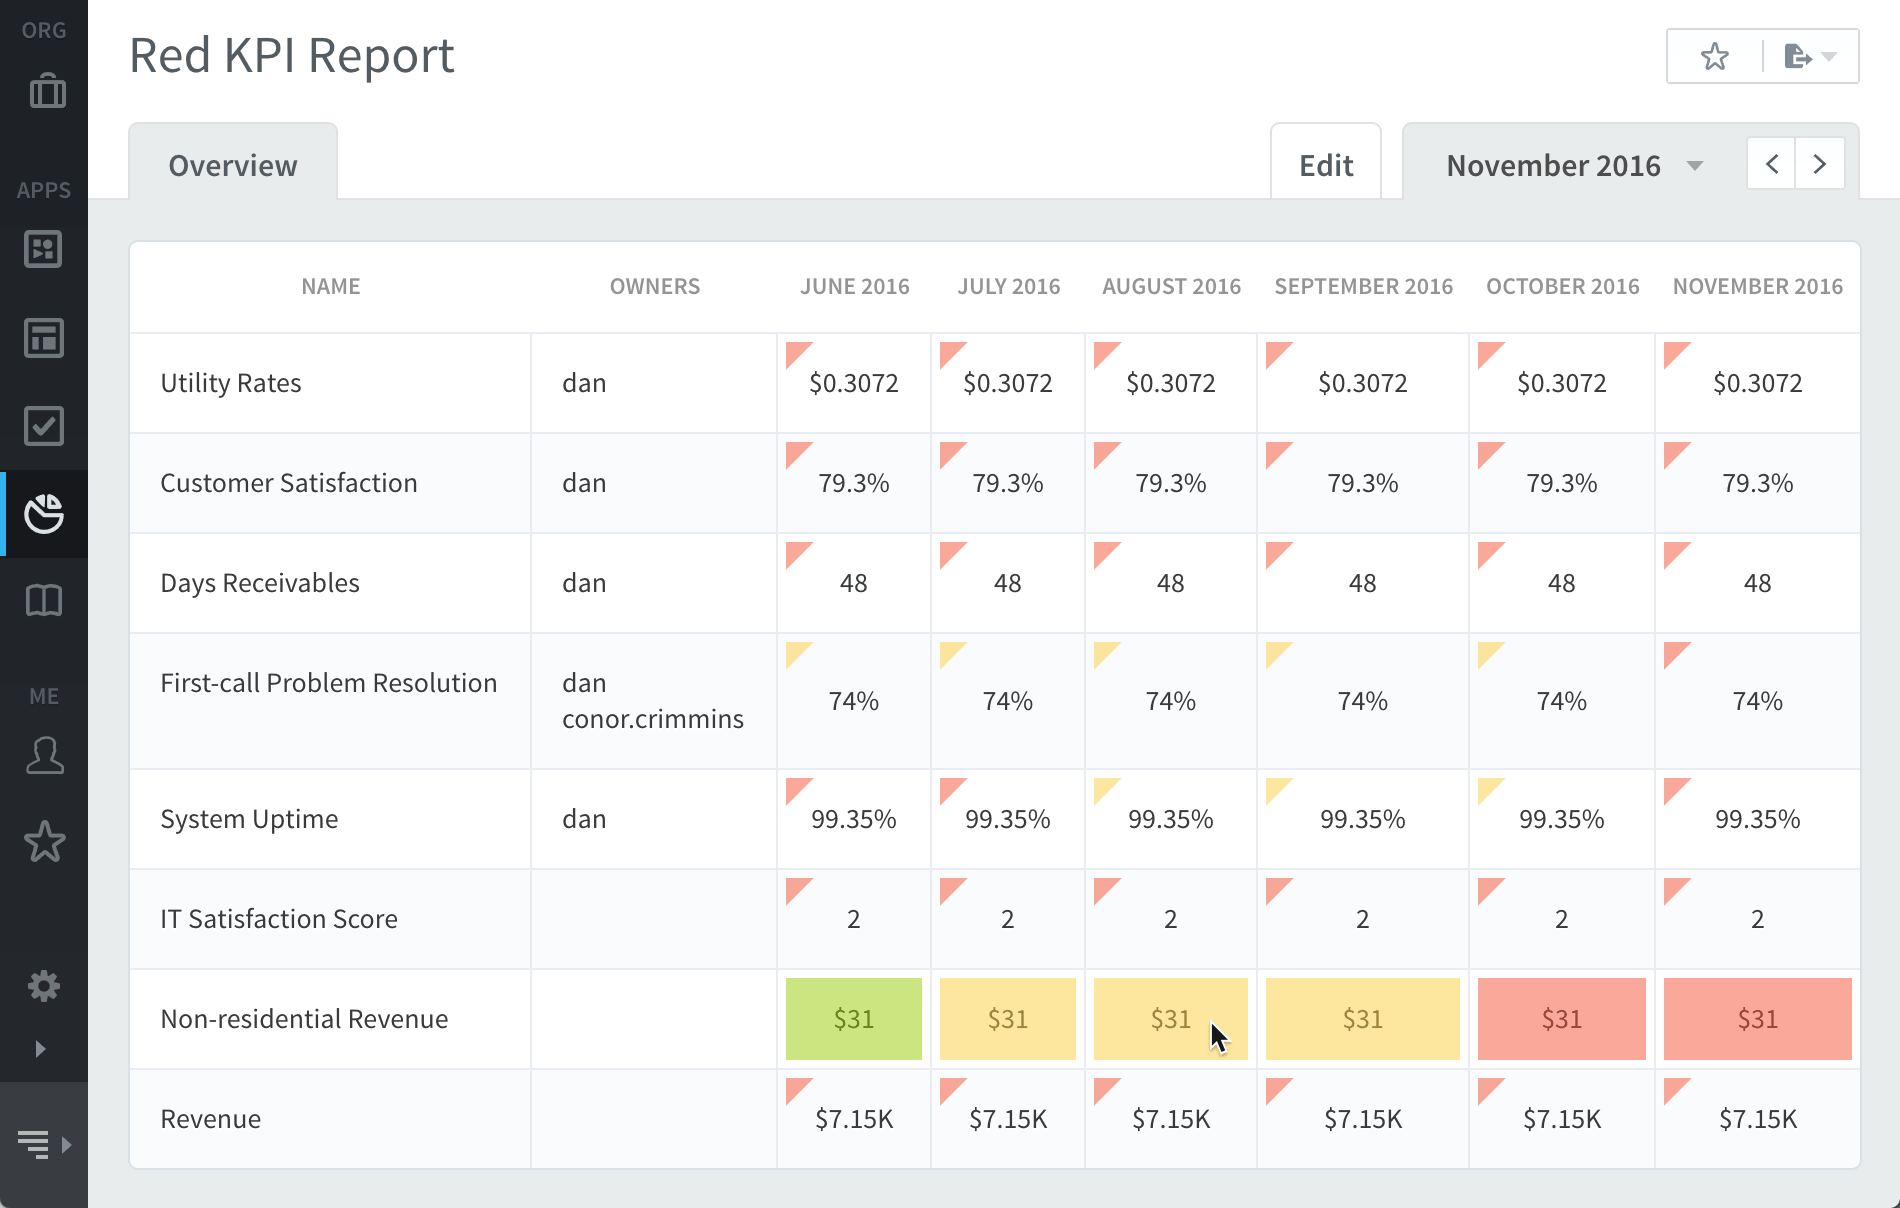 ORG
Red KPI Report
APPS
Overview
Edit
November 2016
NAME OWNERS JUNE 2016 JULY 2016 AUGUST 2016 SEPTEMBER 2016 OCTOBER 2016 NOVEMBER 2016
Utility Rates dan $0.3072 $0.3072 $0.3072 $0.3072 $0.3072 $0.3072
Customer Satisfaction dan 79.3% 79.3% 79.3% 79.3% 79.3% 79.3%
Days Receivables dan 48 48 48 48 48 48
First-call Problem Resolution dan 74% 74% 74% 74% 74% 74%
conor.crimmins
ME
System Uptime dan 99.35% 99.35% 99.35% 99.35% 99.35% 99.35%
IT Satisfaction Score 2 2 2 2 2 2
Non-residential Revenue $31 $31 $31 $31 $31 $31
Revenue $7.15K $7.15K $7.15K $7.15K $7.15K $7.15K